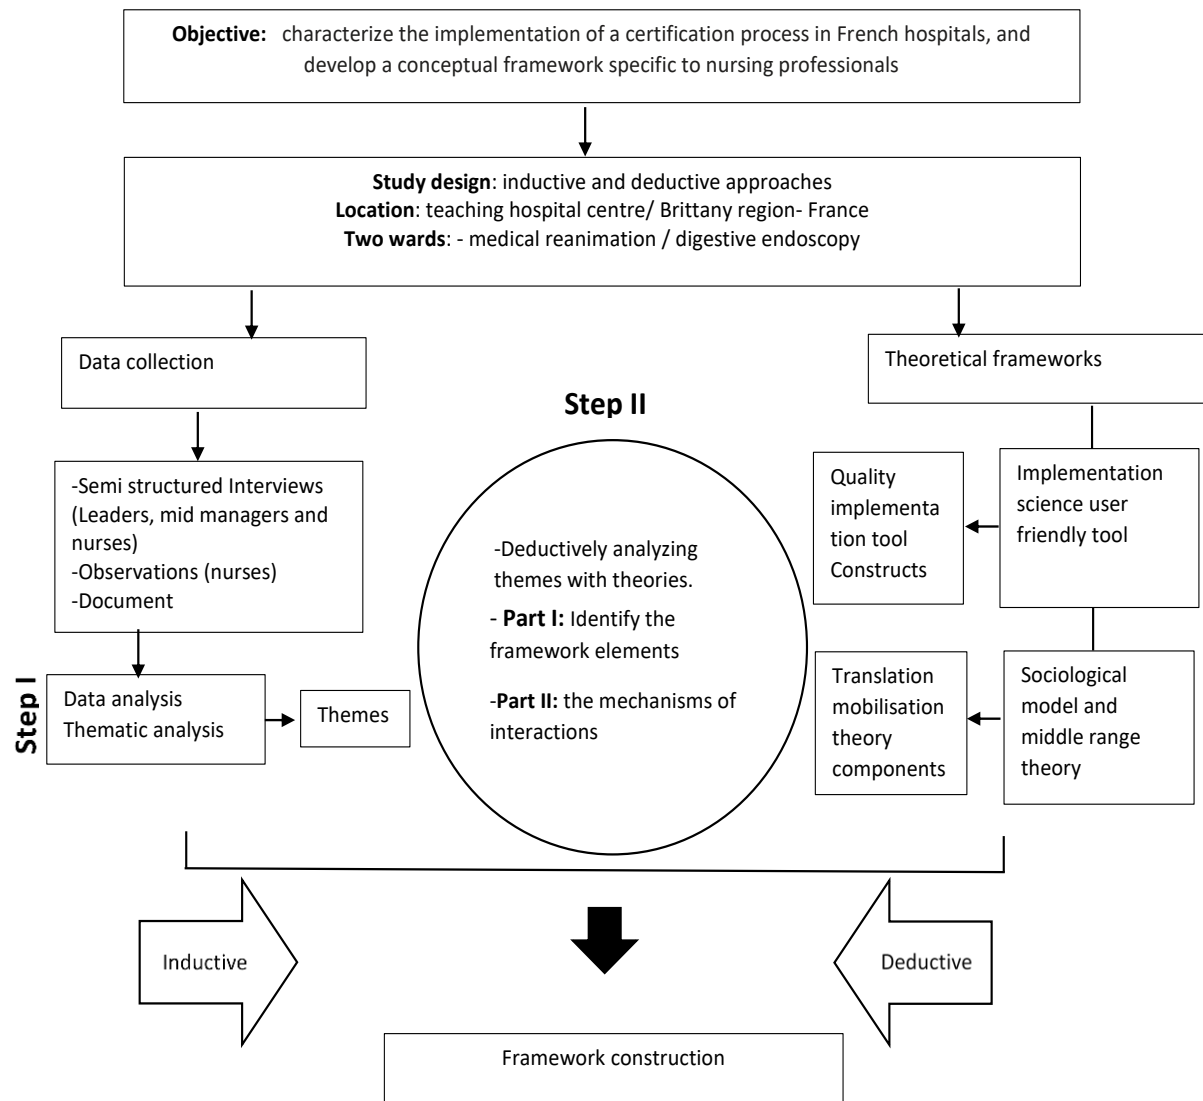 Objective: characterize the implementation of a certification process in French hospitals, and
develop a conceptual framework specific to nursing professionals
Study design: inductive and deductive approaches
Location: teaching hospital centre/ Brittany region- France
Two wards: - medical reanimation / digestive endoscopy
Data collection
Theoretical frameworks
Step II
-Semi structured Interviews
(Leaders, mid managers and
nurses)
-Observations (nurses)
-Document
Quality
implementa
tion tool
Constructs
Implementation
science user
friendly tool
-Deductively analyzing
themes with theories.
- Part I: Identify the
framework elements
-Part II: the mechanisms of
interactions
Step I
Data analysis
Thematic analysis
Themes
Translation
mobilisation
theory
components
Sociological
model and
middle range
theory
Inductive
Deductive
Framework construction